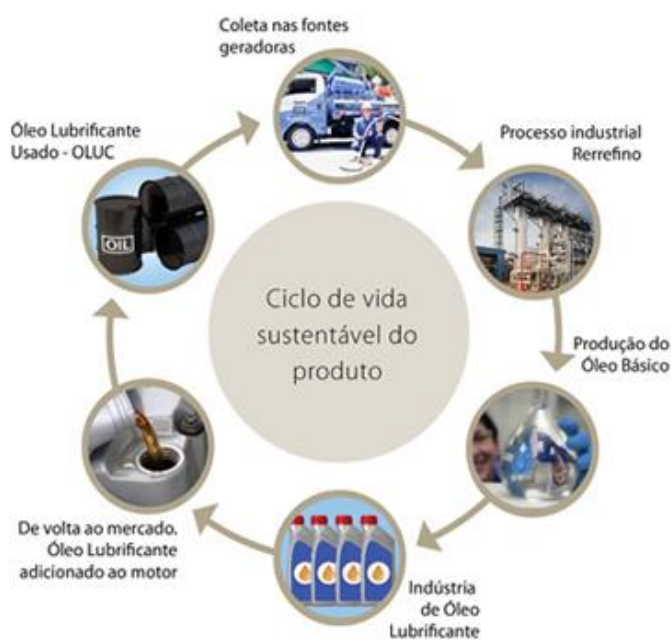 Coleta nas fontes
geradoras
Óleo Lubrificante
Usado - OLUC
OIL
Processo industrial
Rerrefino
Ciclo de vida
sustentável do
produto
Produção do
Óleo Básico
De volta ao mercado.
Óleo Lubrificante
adicionado ao motor
Indústria
de Óleo
Lubrificante